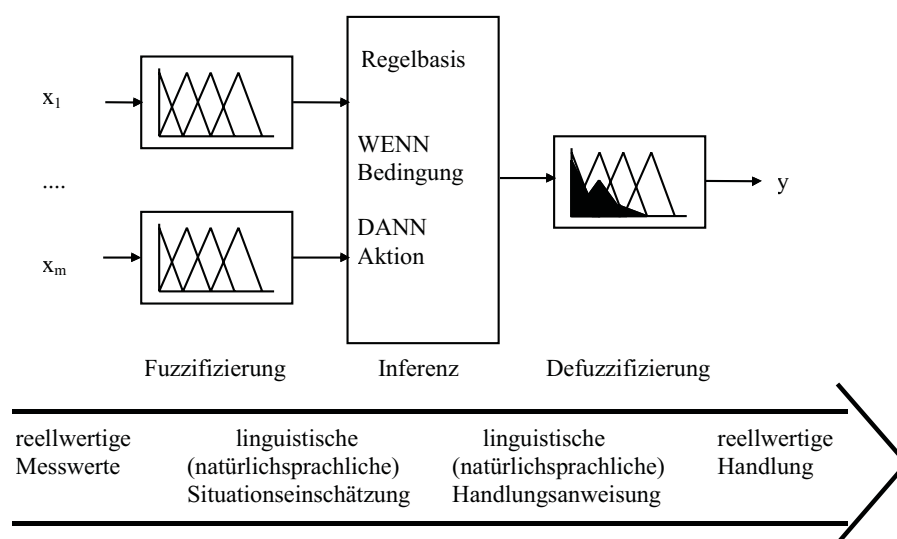 x1
....
xm
Regelbasis
WENN
Bedingung
DANN
Aktion
y
Fuzzifizierung
Inferenz
Defuzzifizierung
reellwertige
Messwerte
linguistische
(natürlichsprachliche)
Situationseinschätzung
linguistische
(natürlichsprachliche)
Handlungsanweisung
reellwertige
Handlung